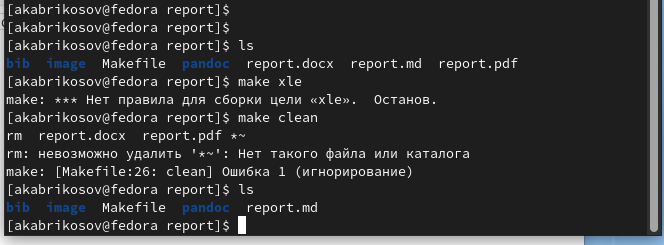 [akabrikosov@fedora report]$
[akabrikosov@fedora report]$
[akabrikosov@fedora report]$ ls
bib  image  Makefile  pandoc  report.docx  report.md  report.pdf
[akabrikosov@fedora report]$ make xle
make: *** Нет правила для сборки цели «xle».  Останов.
[akabrikosov@fedora report]$ make clean
rm  report.docx  report.pdf *~
rm: невозможно удалить '*~': Нет такого файла или каталога
make: [Makefile:26: clean] Ошибка 1 (игнорирование)
[akabrikosov@fedora report]$ ls
bib  image  Makefile  pandoc  report.md
[akabrikosov@fedora report]$